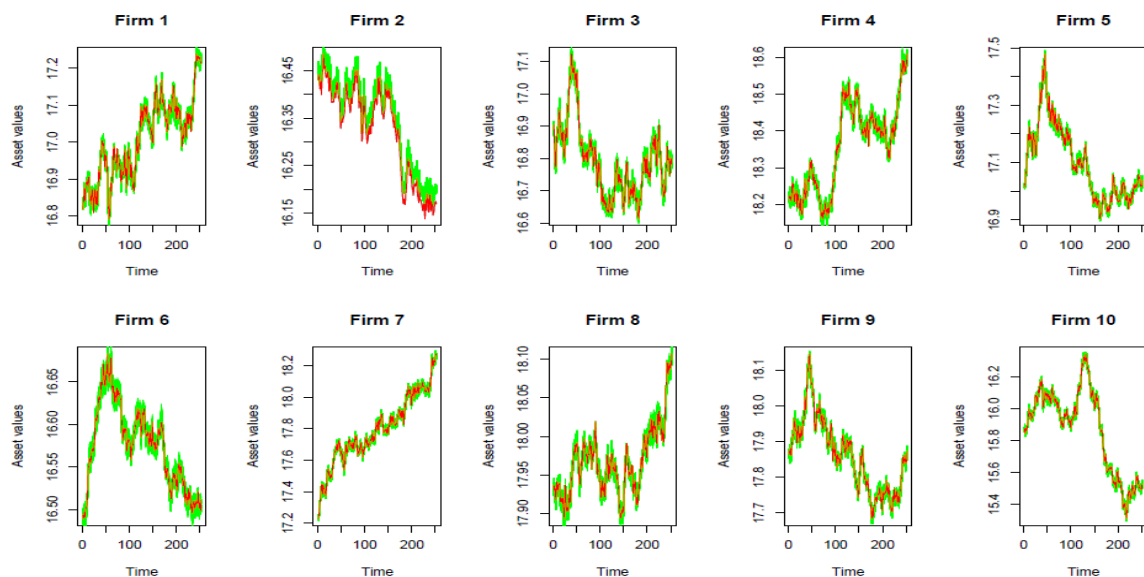 Firm 1 Firm 2 Firm 3 Firm 4 Firm 5
Asset values Asset values Asset values Asset values Asset values
17.2 16.45 17.1 16.6 17.5
17.1 16.35 17.0 16.5 17.3
17.0 16.25 16.9 16.4 17.1
16.9 16.15 16.8 18.3 16.9
16.8 16.7 18.2
16.6
0 100 200 0 100 200 0 100 200 0 100 200 0 100 200
Time Time Time Time Time
Firm 6 Firm 7 Firm 8 Firm 9 Firm 10
Asset values Asset values Asset values Asset values Asset values
16.65 18.2 18.10 18.1 16.2
16.60 18.0 18.05 18.0 16.0
16.55 17.8 18.00 17.9 15.8
16.50 17.6 17.95 17.8 15.6
17.4 17.90 17.7 15.4
17.2
0 100 200 0 100 200 0 100 200 0 100 200 0 100 200
Time Time Time Time Time